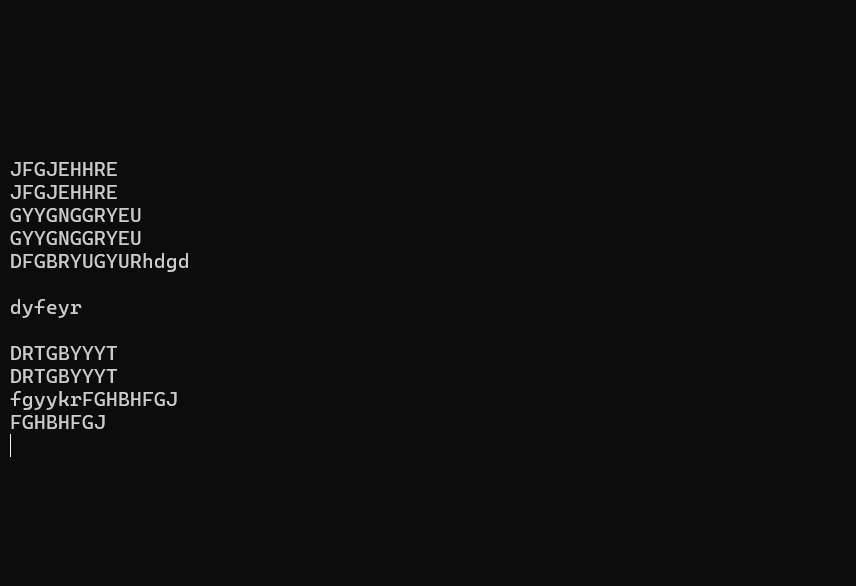 JFGJEHHRE
JFGJEHHRE
GYYGNGGRYEU
GYYGNGGRYEU
DFGBRYUGYURhdgd
dyfeyr
DRTGBYYYT
DRTGBYYYT
fgyykrFGHBHFGJ
FGHBHFGJ